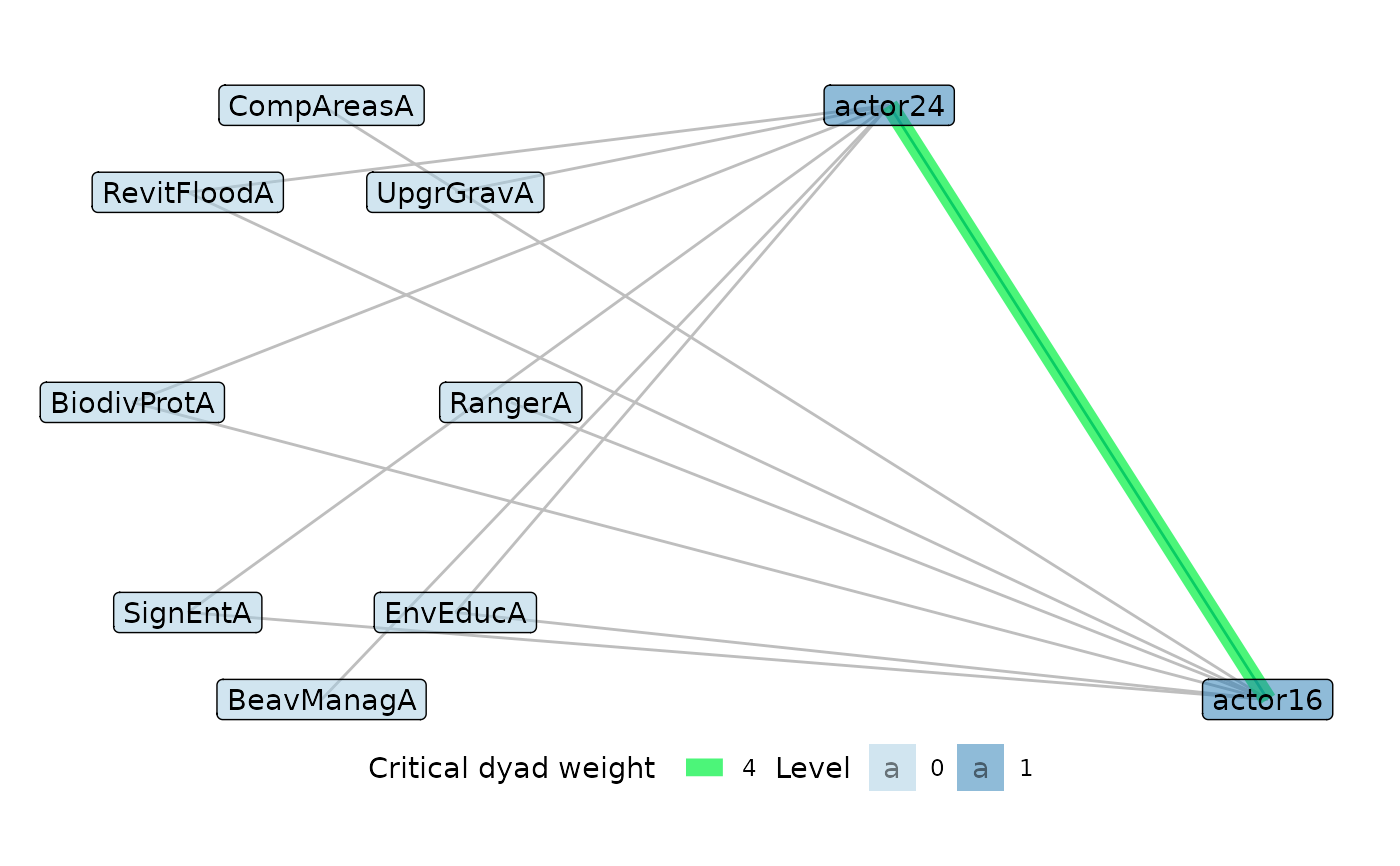 CompAreasA
actor24
RevitFloodA
UpgrGravA
BiodivProtA
RangerA
SignEntA
EnvEducA
BeavManagA
actor16
Critical dyad weight 4 Level a 0 a 1